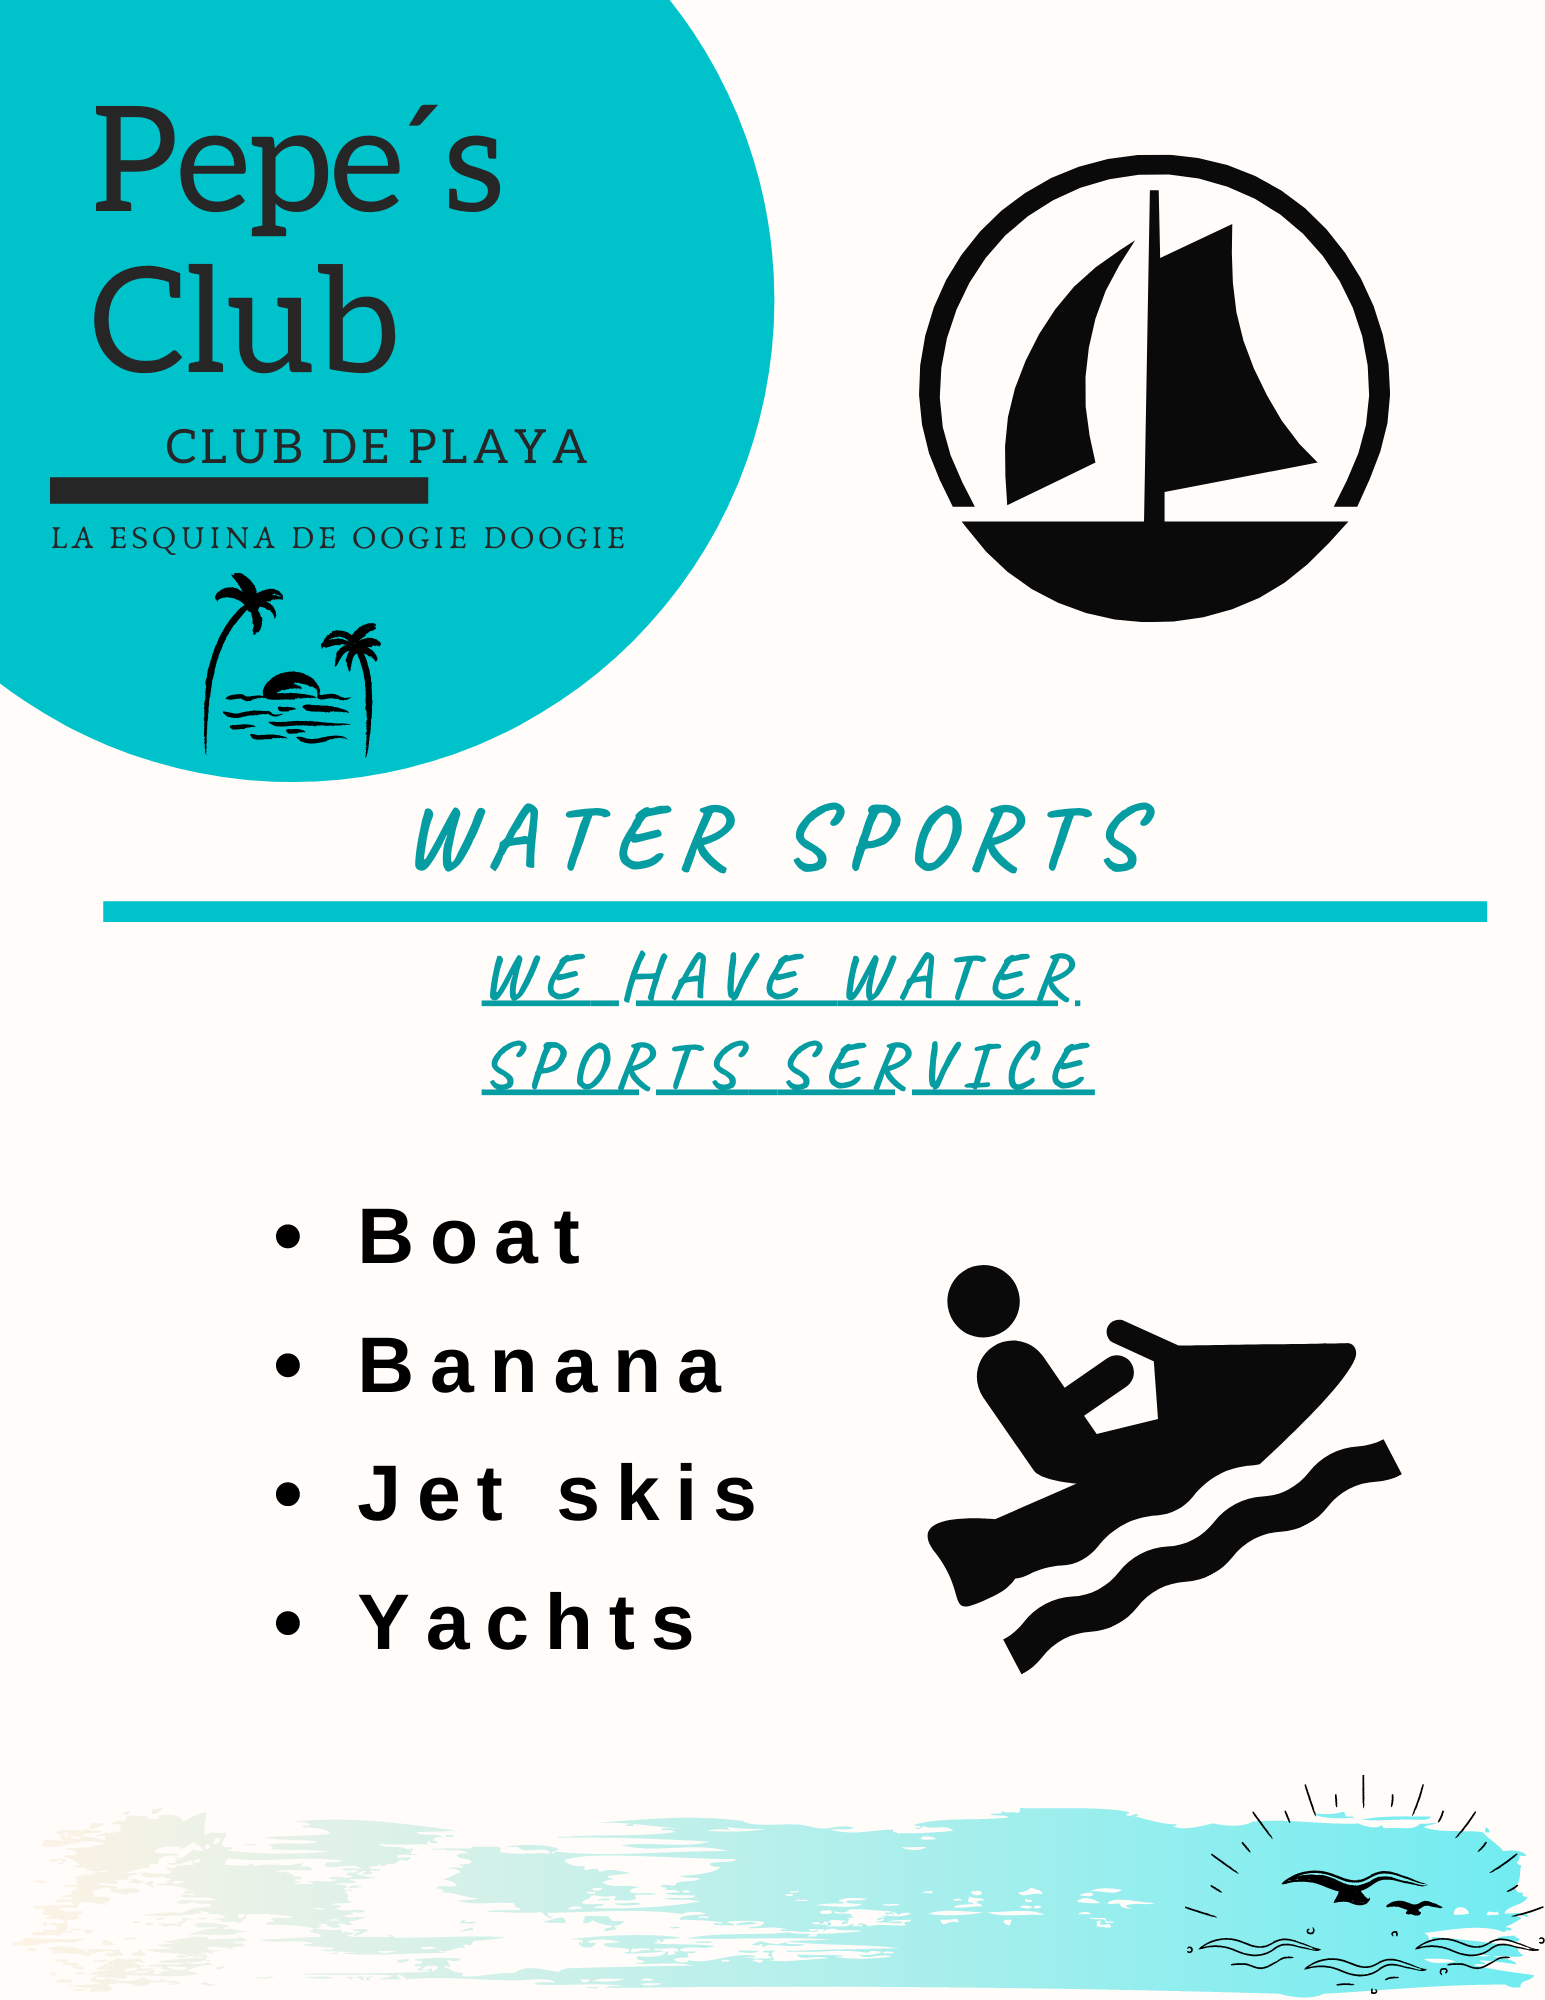 Pepe´s
Club
CLUB DE PLAYA
LA ESQUINA DE OOGIE DOOGIE
WATER SPORTS
WE HAVE WATER
SPORTS SERVICE
• Boat
• Banana
• Jet skis
• Yachts